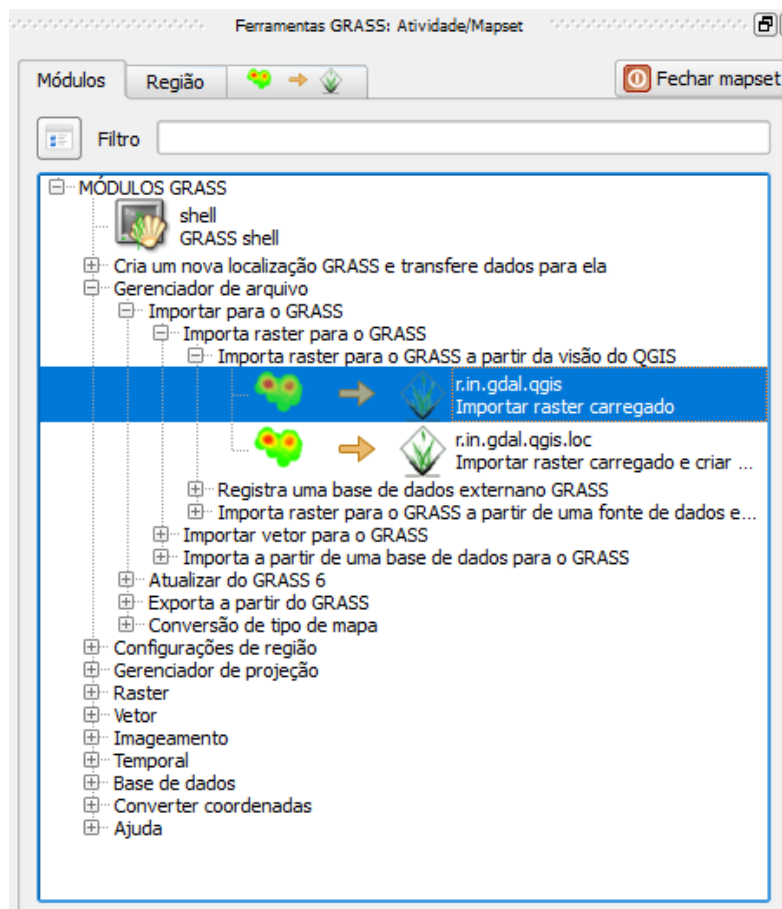 Ferramentas GRASS: Atividade/Mapset
Módulos
Região
Fechar mapset
Filtro
MÓDULOS GRASS
shell
GRASS shell
Cria um nova localização GRASS e transfere dados para ela
Gerenciador de arquivo
Importar para o GRASS
Importa raster para o GRASS
Importa raster para o GRASS a partir da visão do QGIS
r.in.gdal.qgis
Importar raster carregado
r.in.gdal.qgis.loc
Importar raster carregado e criar ...
Registra uma base de dados externano GRASS
Importa raster para o GRASS a partir de uma fonte de dados e...
Importar vetor para o GRASS
Importa a partir de uma base de dados para o GRASS
Atualizar do GRASS 6
Exporta a partir do GRASS
Conversão de tipo de mapa
Configurações de região
Gerenciador de projeção
Raster
Vetor
Imageamento
Temporal
Base de dados
Converter coordenadas
Ajuda